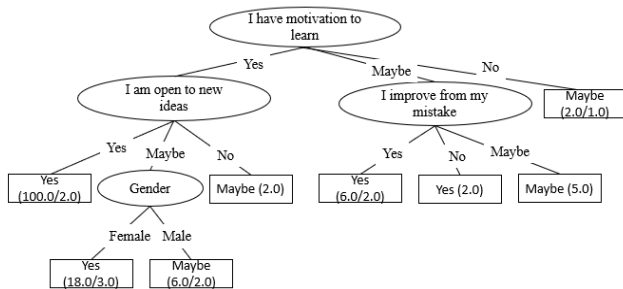 I have motivation to
learn
Yes
Maybe
No
I am open to new
ideas
I improve from my
mistake
Maybe
(2.0/1.0)
Yes
Maybe
No
Yes
No
Maybe
Yes
(100.0/2.0)
Gender
Maybe (2.0)
Yes
(6.0/2.0)
Yes (2.0)
Maybe (5.0)
Female
Male
Yes
(18.0/3.0)
Maybe
(6.0/2.0)